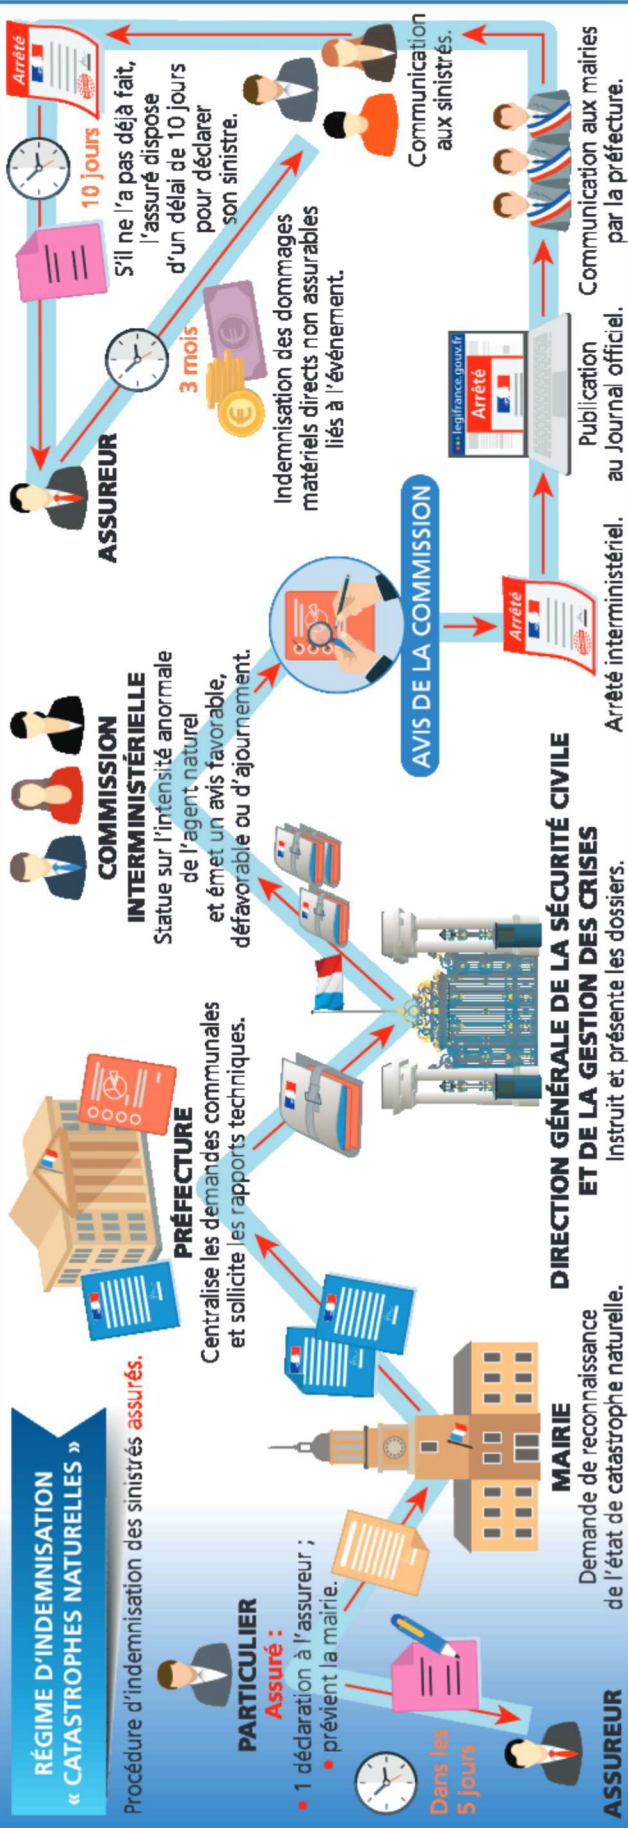 RÉGIME D'INDEMNISATION
« CATASTROPHES NATURELLES »
Procédure d'indemnisation des sinistrés assurés.
PARTICULIER
Assuré :
• 1 déclaration à l'assureur ;
• prévient la mairie.
Dans les
5 jours
ASSUREUR
MAIRIE
Demande de reconnaissance
de l'état de catastrophe naturelle.
PRÉFECTURE
Centralise les demandes communales
et sollicite les rapports techniques.
DIRECTION GÉNÉRALE DE LA SÉCURITÉ CIVILE
ET DE LA GESTION DES CRISES
Instruit et présente les dossiers.
COMMISSION
INTERMINISTÉRIELLE
Statue sur l'intensité anormale
de l'agent naturel
et émet un avis favorable,
défavorable ou d'ajournement.
AVIS DE LA COMMISSION
Arrêté
Arrêté interministériel.
legifrance.gouv.fr
Arrêté
Publication
au Journal officiel.
Communication aux mairies
par la préfecture.
Communication
aux sinistrés.
Arrêté
10 jours
S'il ne l'a pas déjà fait,
l'assuré dispose
d'un délai de 10 jours
pour déclarer
son sinistre.
ASSUREUR
3 mois
Indemnisation des dommages
matériels directs non assurables
liés à l'événement.